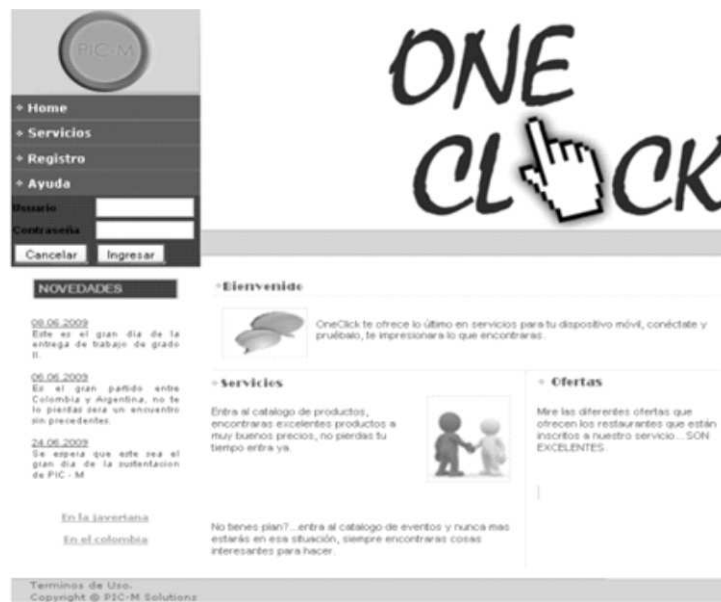 PIC-M
ONE
CLICK
+ Home
+ Servicios
+ Registro
+ Ayuda
Usuario
Contraseña
Cancelar Ingresar
NOVEDADES
08.06.2009
Este es el gran dia de la
entrega de trabajo de grado
II.
06.06.2009
Es el gran partido entre
Colombia y Argentina, no te
lo pierdas sera un encuentro
sin precedentes.
24.06.2009
Se espera que este sea el
gran dia de la sustentacion
de PIC - M
En la javeriana
En el colombia
+Bienvenido
OneClick te ofrece lo último en servicios para tu dispositivo móvil, conéctate y
pruébalo, te impresionara lo que encontraras.
+ Servicios
Entra al catalogo de productos,
encontraras excelentes productos a
muy buenos precios, no pierdas tu
tiempo entra ya.
No tienes plan?...entra al catalogo de eventos y nunca mas
estarás en esa situación, siempre encontraras cosas
interesantes para hacer.
+ Ofertas
Mire las diferentes ofertas que
ofrecen los restaurantes que están
inscritos a nuestro servicio... SON
EXCELENTES.
Terminos de Uso.
Copyright @ PIC-M Solutions